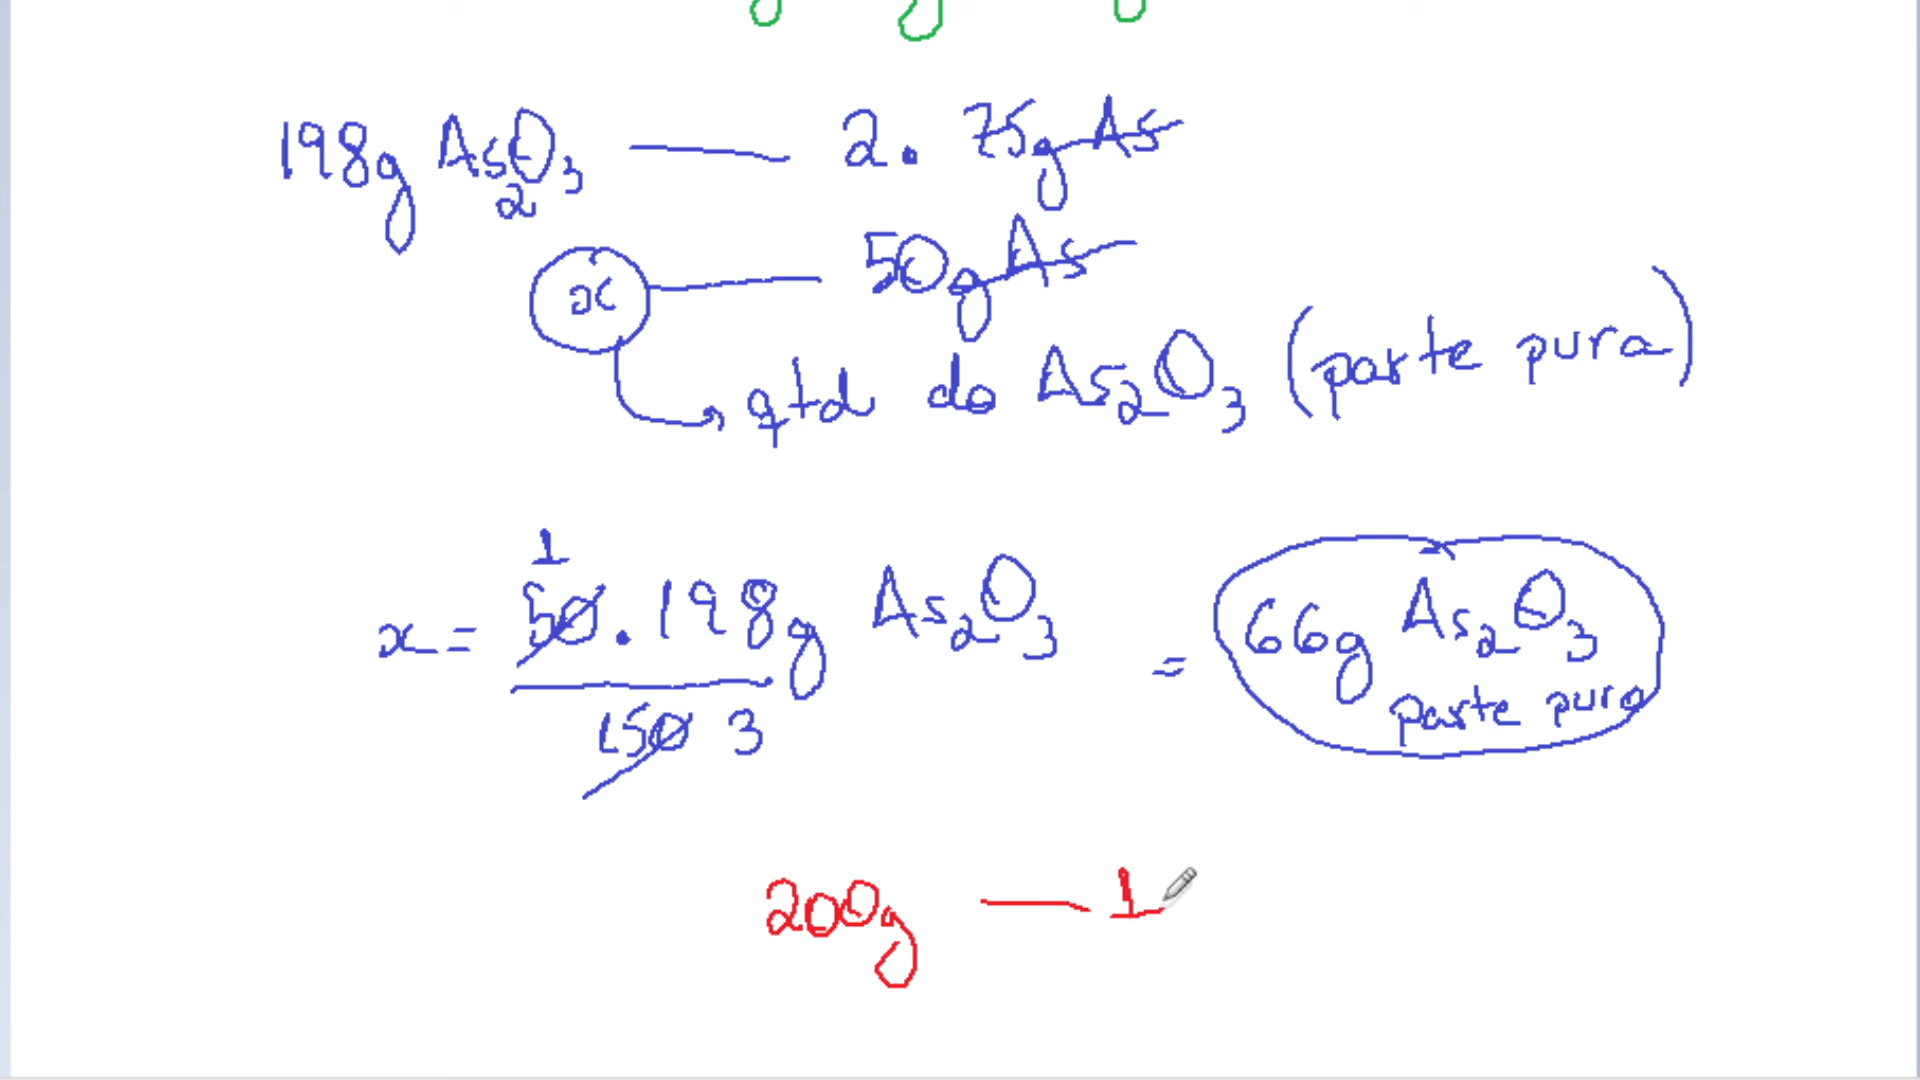 198g As2O3 — 2. 75g As
x — 50g As
qtd do As2O3 (parte pura)
1
x = 50.198g As2O3 = 66g As2O3
150 3 parte pura
200g — 1